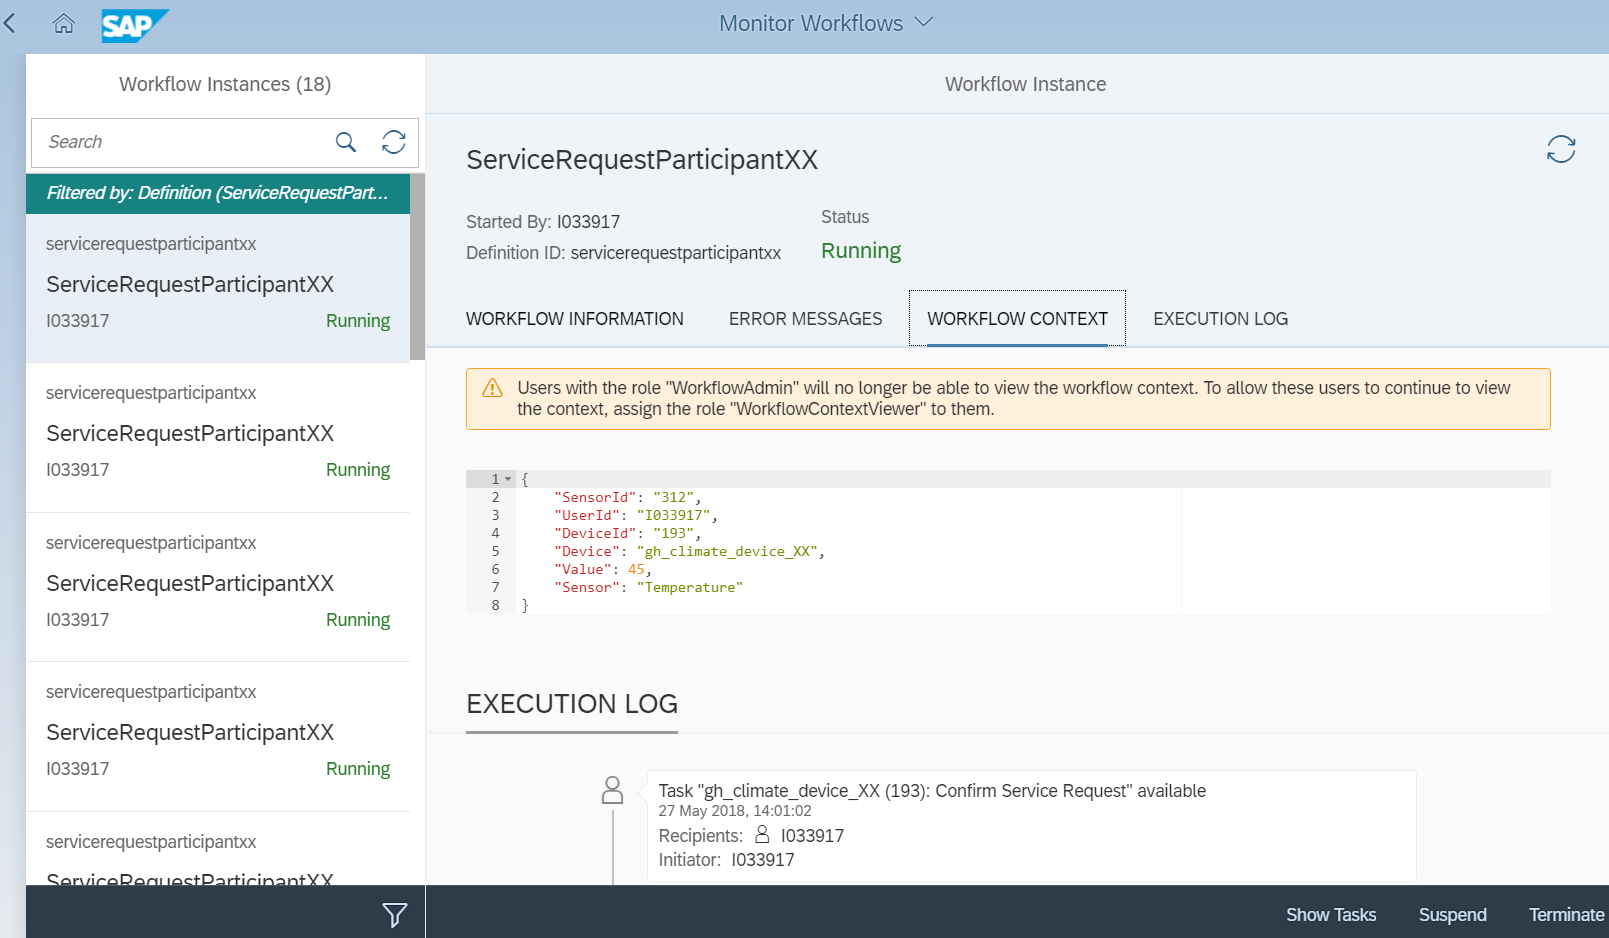 SAP
Monitor Workflows
Workflow Instances (18)
Search
Filtered by: Definition (ServiceRequestPart...
servicerequestparticipantxx
ServiceRequestParticipantXX
I033917 Running
servicerequestparticipantxx
ServiceRequestParticipantXX
I033917 Running
servicerequestparticipantxx
ServiceRequestParticipantXX
I033917 Running
servicerequestparticipantxx
ServiceRequestParticipantXX
I033917 Running
servicerequestparticipantxx
ServiceRequestParticipantXX
Workflow Instance
ServiceRequestParticipantXX
Started By: I033917
Definition ID: servicerequestparticipantxx
Status
Running
WORKFLOW INFORMATION ERROR MESSAGES WORKFLOW CONTEXT EXECUTION LOG
Users with the role "WorkflowAdmin" will no longer be able to view the workflow context. To allow these users to continue to view
the context, assign the role "WorkflowContextViewer" to them.
1 {
2 "SensorId": "312",
3 "UserId": "I033917",
4 "DeviceId": "193",
5 "Device": "gh_climate_device_XX",
6 "Value": 45,
7 "Sensor": "Temperature"
8 }
EXECUTION LOG
Task "gh_climate_device_XX (193): Confirm Service Request" available
27 May 2018, 14:01:02
Recipients: I033917
Initiator: I033917
Show Tasks Suspend Terminate